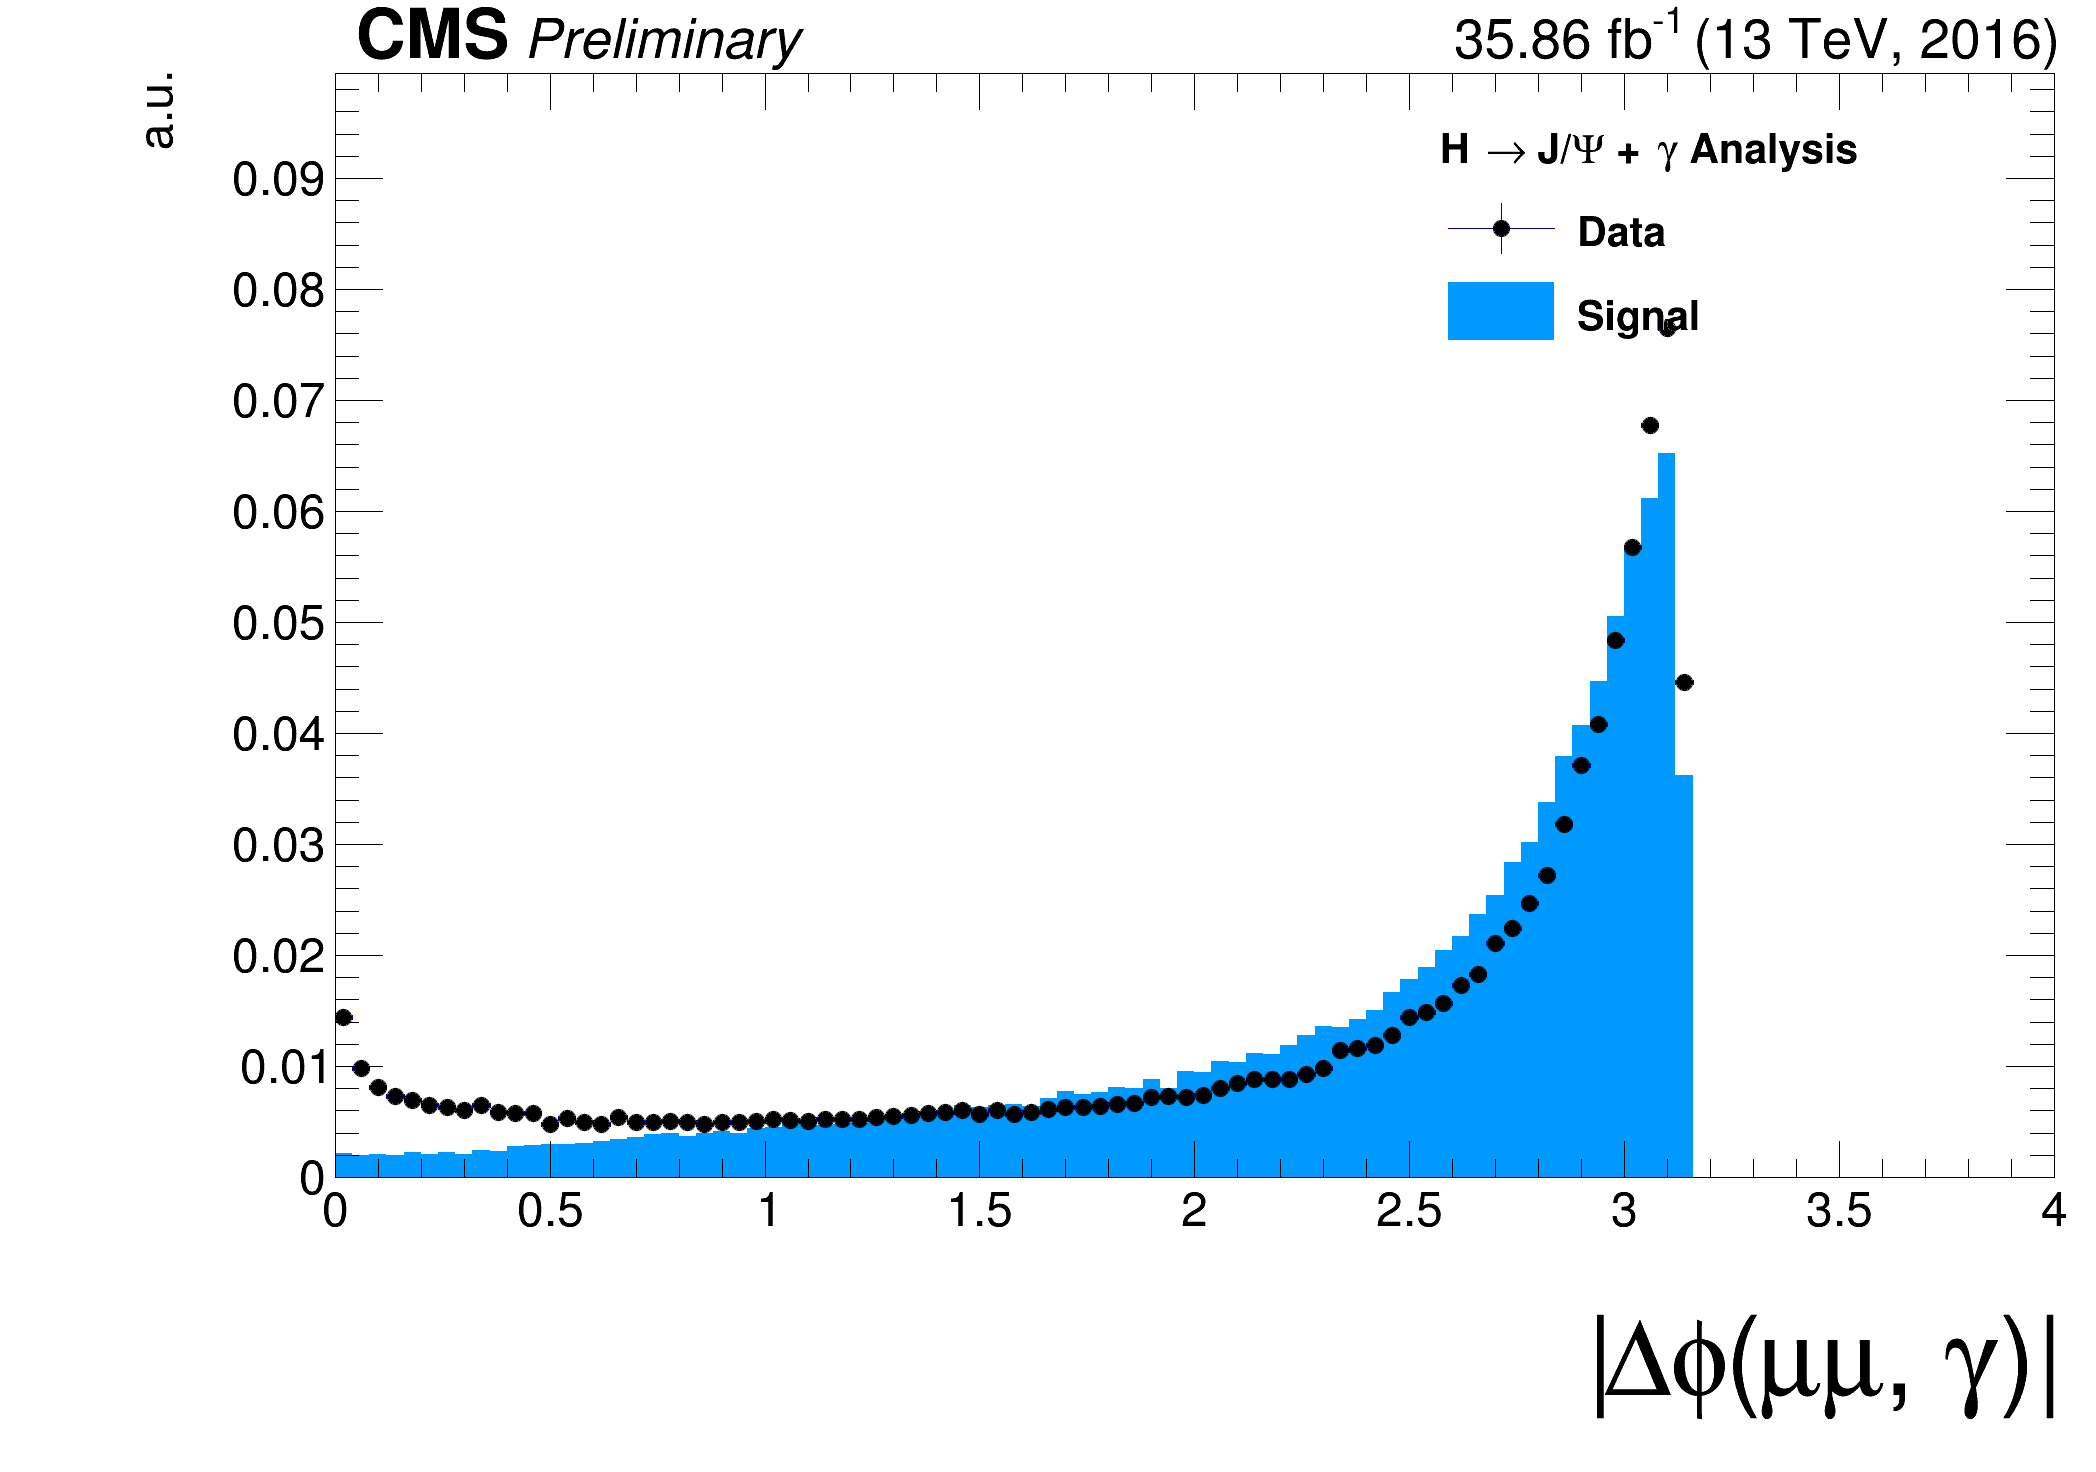 CMS Preliminary 35.86 fb⁻¹ (13 TeV, 2016)
a.u.
H → J/Ψ + γ Analysis
Data
Signal
0.09
0.08
0.07
0.06
0.05
0.04
0.03
0.02
0.01
0
0 0.5 1 1.5 2 2.5 3 3.5 4
|Δϕ(μμ, γ)|